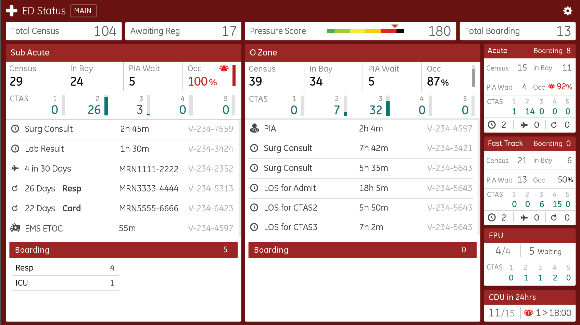 ED Status MAIN
Total Census 104
Awaiting Reg 17
Pressure Score 180
Total Boarding 13
Sub Acute
Census In Bay PIA Wait Occ
29 24 5 100%
CTAS 1 2 3 4 5
0 26 3 0 0
Surg Consult 2h 45m V-234-7659
Lab Result 1h 30m V-234-3424
4 in 30 Days MRN1111-2222 V-234-2352
26 Days Resp MRN3333-4444 V-234-5313
22 Days Card MRN5555-6666 V-234-6423
EMS ETOC 55m V-234-4597
Boarding 5
Resp 4
ICU 1
O Zone
Census In Bay PIA Wait Occ
39 34 5 87%
CTAS 1 2 3 4 5
0 7 32 0 0
PIA 2h 4m V-234-4597
Surg Consult 7h 42m V-234-3421
Surg Consult 5h 35m V-234-5643
LOS for Admit 18h 5m V-234-5643
LOS for CTAS2 5h 50m V-234-5643
LOS for CTAS3 7h 2m V-234-5643
Boarding 0
Acute Boarding 8
Census 15 In Bay 11
PIA Wait 4 Occ 92%
CTAS 1 2 3 4 5
1 14 0 0 0
2 0 0
Fast Track Boarding 0
Census 21 In Bay 6
PIA Wait 13 Occ 50%
CTAS 1 2 3 4 5
0 0 6 15 0
0 0 0
FPU
4/4 5 Waiting
CTAS 1 2 3 4 5
0 1 1 2 0
CDU in 24hrs
11/15 1 > 18:00